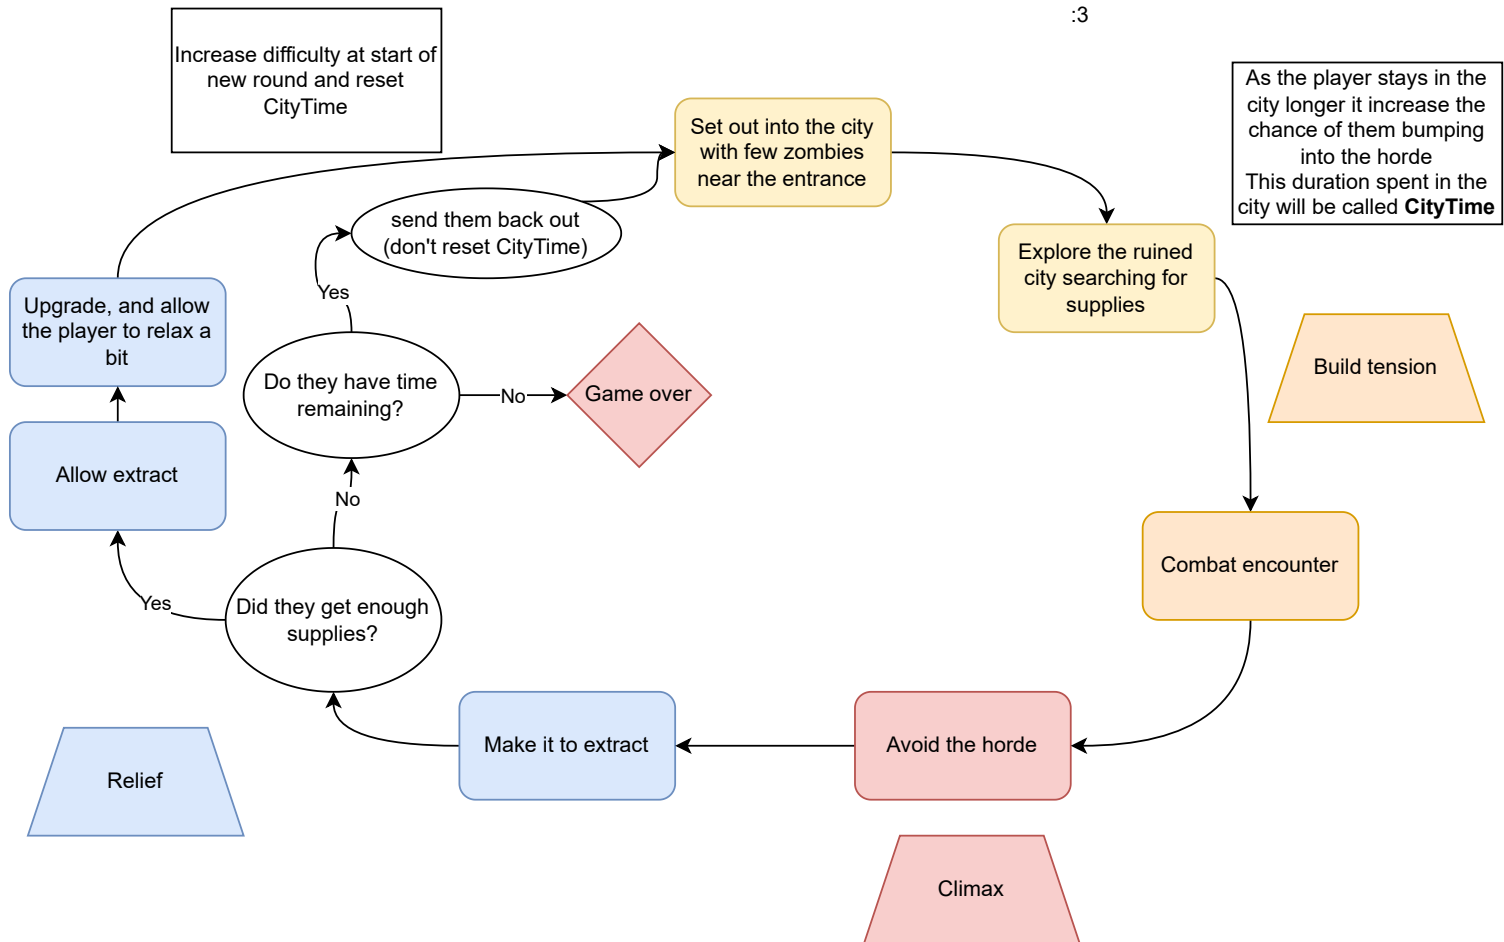 :3
Increase difficulty at start of
new round and reset
CityTime
As the player stays in the
city longer it increase the
chance of them bumping
into the horde
This duration spent in the
city will be called CityTime
Set out into the city
with few zombies
near the entrance
send them back out
(don't reset CityTime)
Explore the ruined
city searching for
supplies
Yes
Upgrade, and allow
the player to relax a
bit
Build tension
Do they have time
remaining?
No
Game over
Allow extract
No
Combat encounter
Yes
Did they get enough
supplies?
Make it to extract
Avoid the horde
Relief
Climax